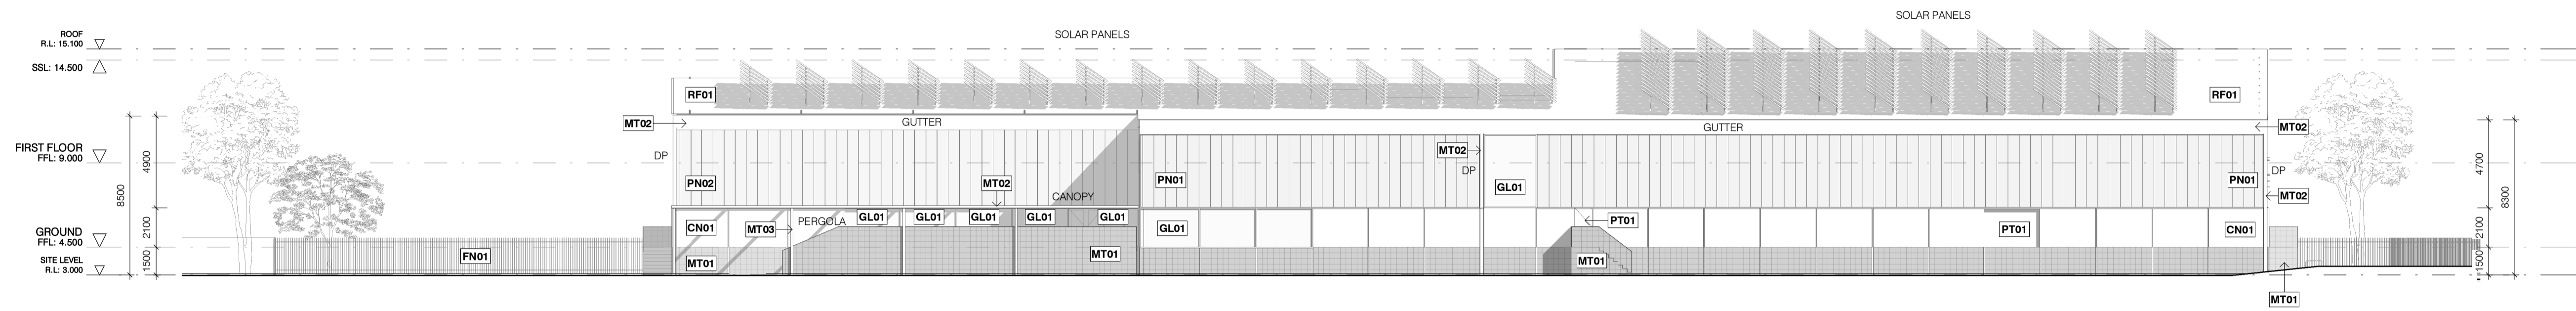 SOLAR PANELS
SOLAR PANELS
ROOF
R.L: 15.100
SSL: 14.500
RF01
RF01
MT02
GUTTER
GUTTER
MT02
FIRST FLOOR
FFL: 9.000
DP
MT02
DP
DP
4900
4700
PN02
MT02
PN01
GL01
PN01
MT02
8500
8300
CANOPY
GROUND
FFL: 4.500
2100
2100
CN01
MT03
PERGOLA
GL01
GL01
GL01
GL01
GL01
GL01
PT01
PT01
CN01
SITE LEVEL
R.L: 3.000
1500
1500
FN01
MT01
MT01
MT01
MT01